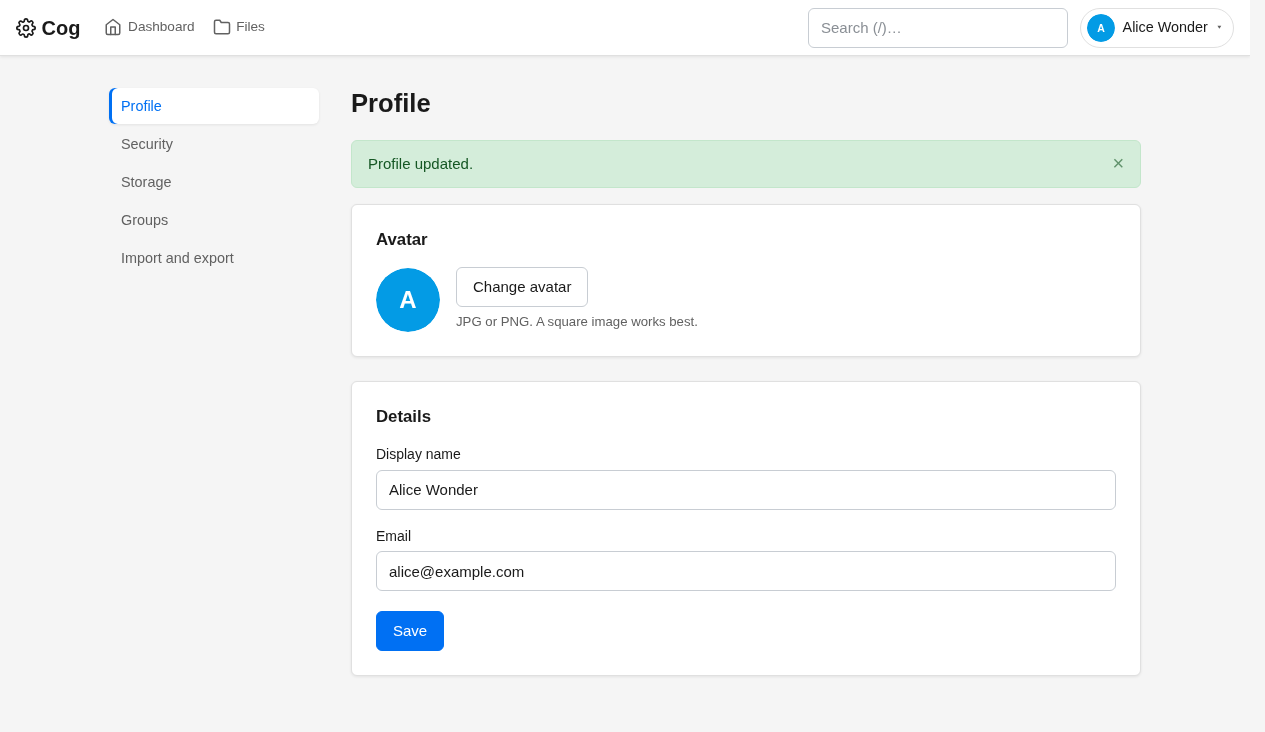 Cog
Dashboard
Files
Search (/)…
A
Alice Wonder
Profile
Security
Storage
Groups
Import and export
Profile
Profile updated.
×
Avatar
A
Change avatar
JPG or PNG. A square image works best.
Details
Display name
Alice Wonder
Email
alice@example.com
Save